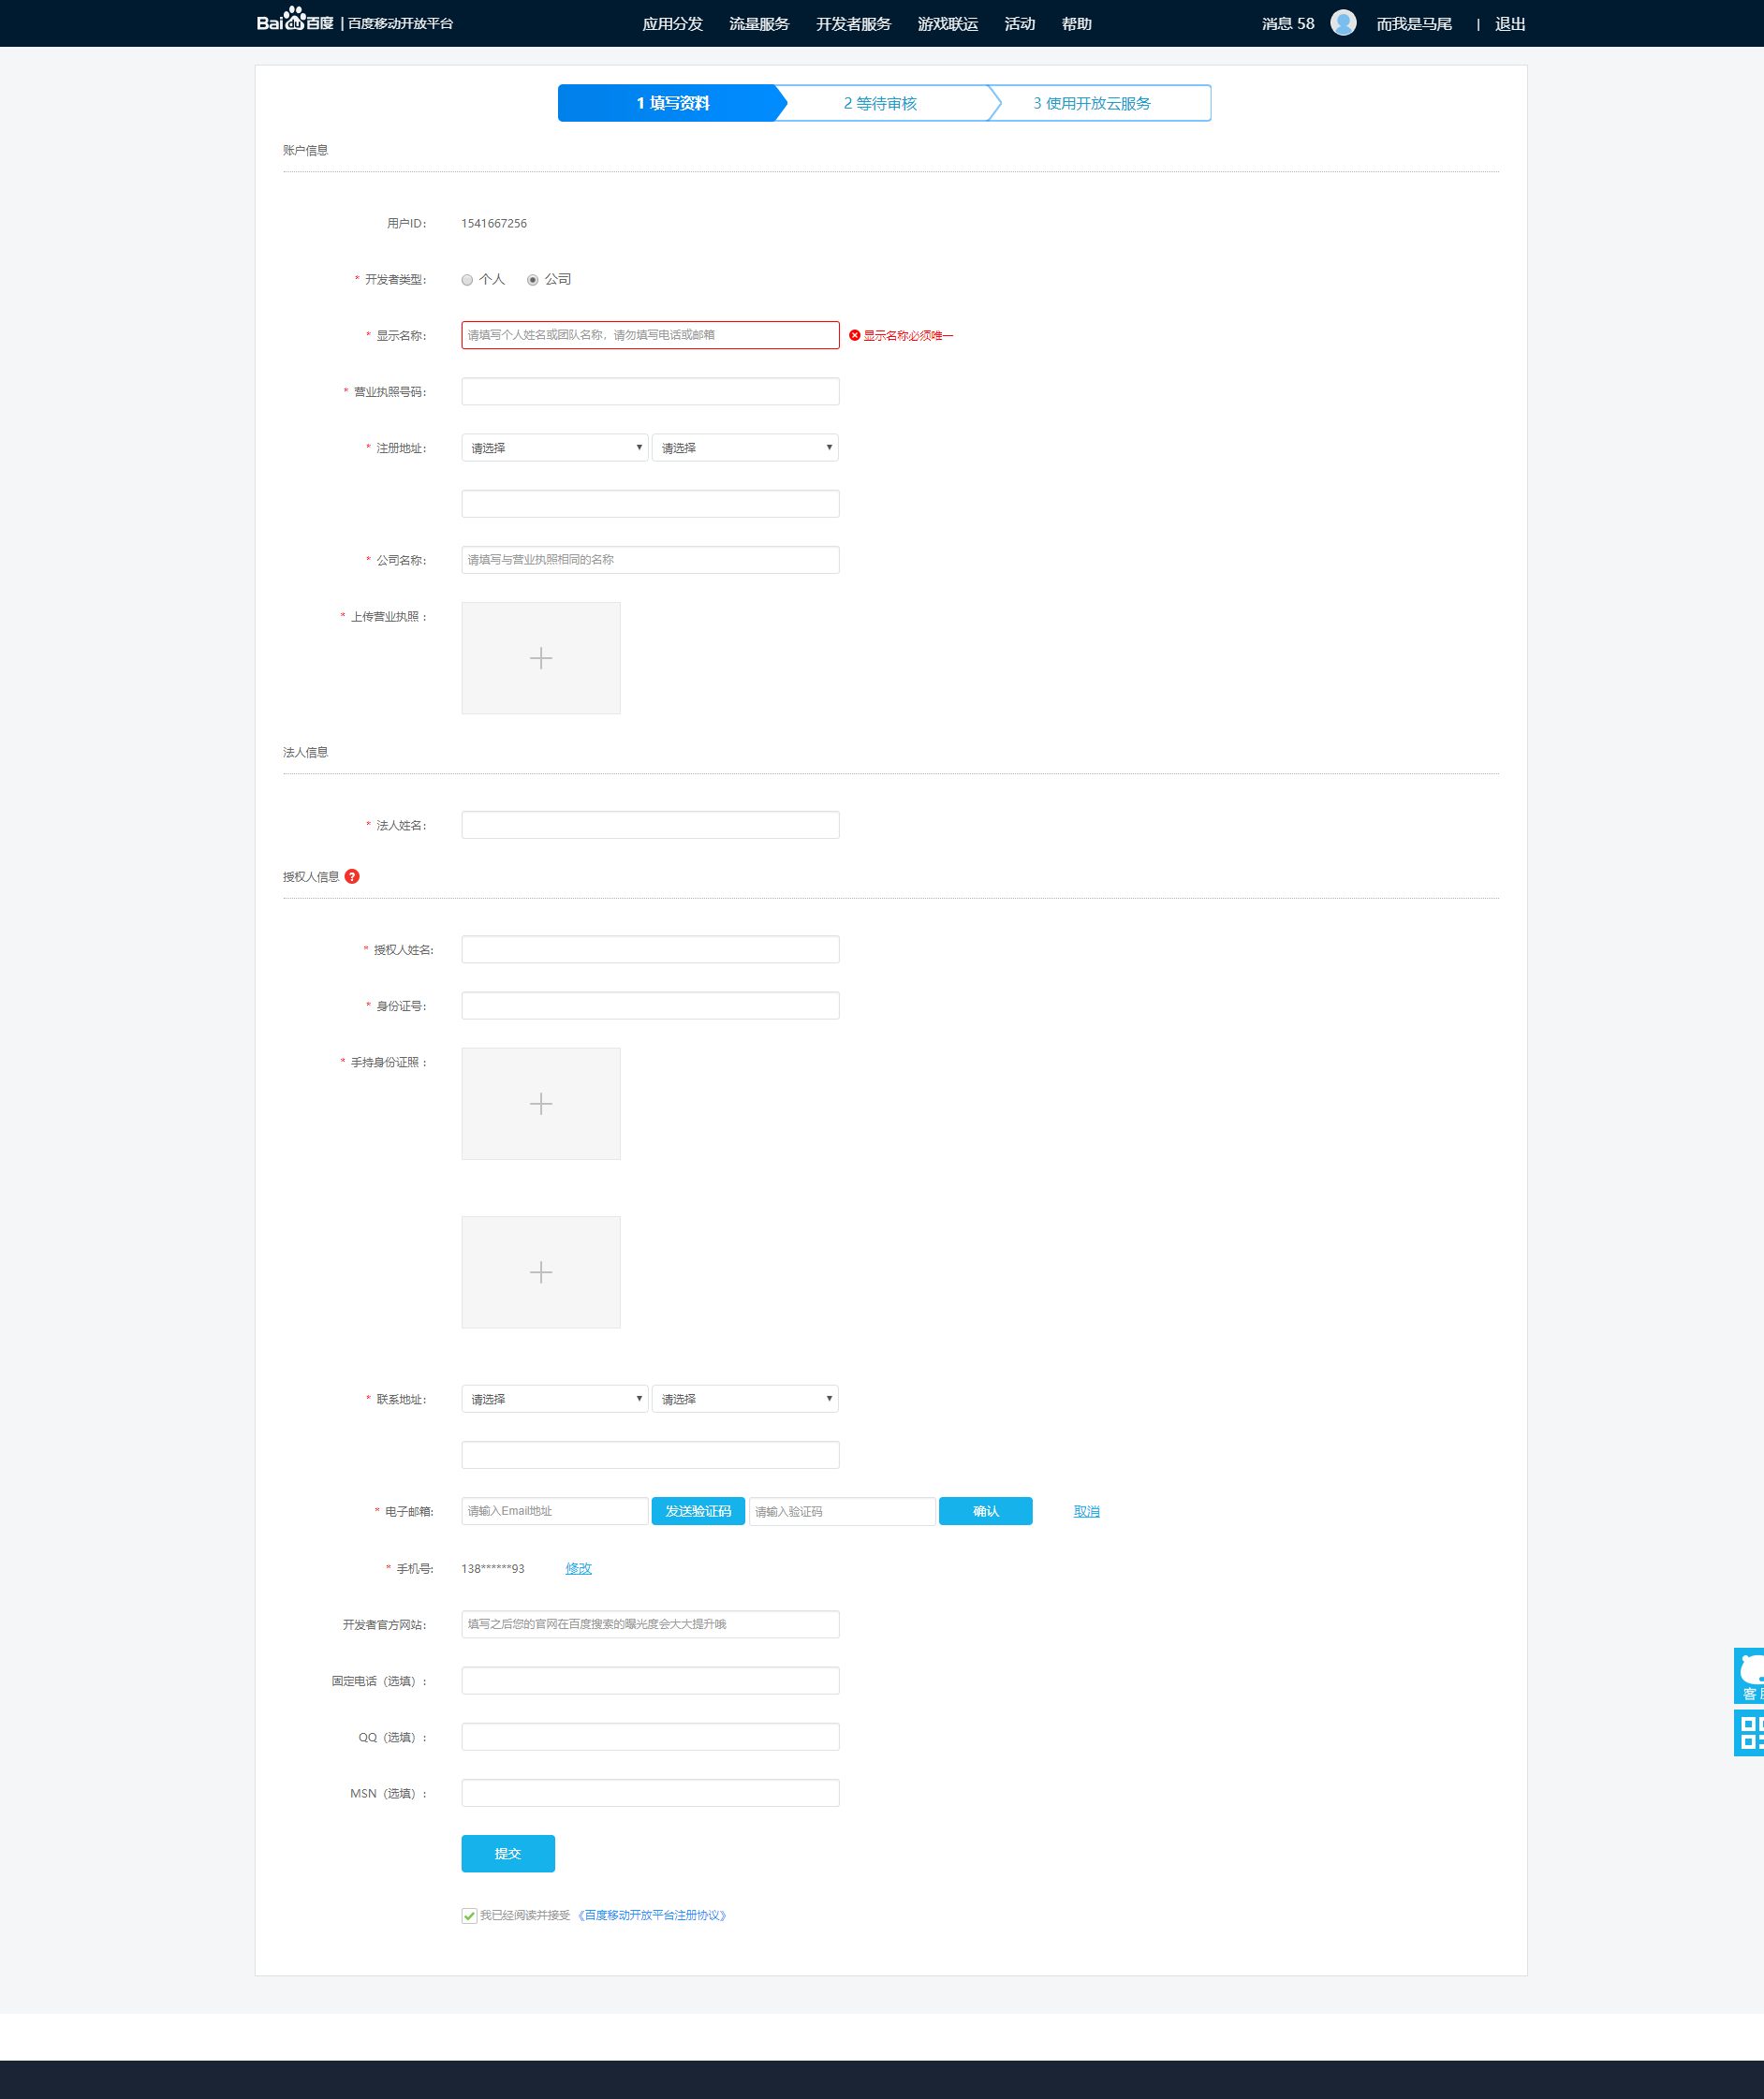 Bai du 百度 | 百度移动开放平台 应用分发 流量服务 开发者服务 游戏联运 活动 帮助 消息 58 而我是马尾 | 退出
1 填写资料 2 等待审核 3 使用开放云服务
账户信息
用户ID: 1541667256
* 开发者类型: 个人 公司
* 显示名称: 请填写个人姓名或团队名称，请勿填写电话或邮箱 显示名称必须唯一
* 营业执照号码:
* 注册地址: 请选择 请选择
* 公司名称: 请填写与营业执照相同的名称
* 上传营业执照 :
法人信息
* 法人姓名:
授权人信息 ?
* 授权人姓名:
* 身份证号:
* 手持身份证照 :
* 联系地址: 请选择 请选择
* 电子邮箱: 请输入Email地址 发送验证码 请输入验证码 确认 取消
* 手机号: 138******93 修改
开发者官方网站: 填写之后您的官网在百度搜索的曝光度会大大提升哦
固定电话（选填）:
QQ（选填）:
MSN（选填）:
客
提交
我已经阅读并接受 《百度移动开放平台注册协议》